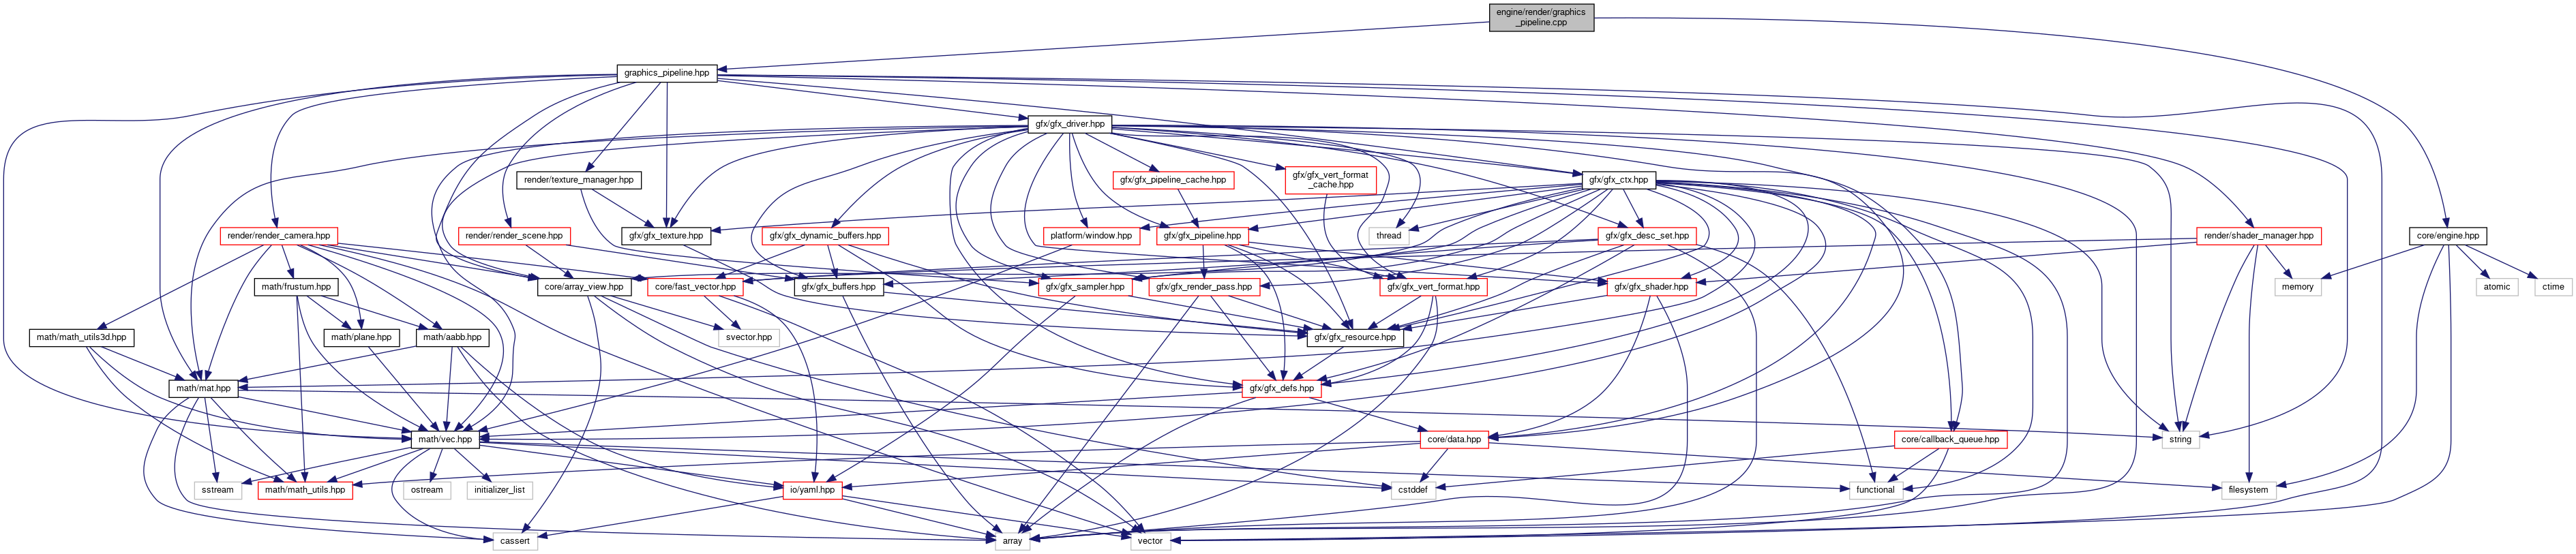 engine/render/graphics
_pipeline.cpp
graphics_pipeline.hpp
gfx/gfx_driver.hpp
render/texture_manager.hpp
gfx/gfx_pipeline_cache.hpp
gfx/gfx_vert_format
_cache.hpp
gfx/gfx_ctx.hpp
render/render_camera.hpp
render/render_scene.hpp
gfx/gfx_texture.hpp
gfx/gfx_dynamic_buffers.hpp
platform/window.hpp
gfx/gfx_pipeline.hpp
thread
gfx/gfx_desc_set.hpp
render/shader_manager.hpp
core/engine.hpp
math/frustum.hpp
core/array_view.hpp
core/fast_vector.hpp
gfx/gfx_buffers.hpp
gfx/gfx_sampler.hpp
gfx/gfx_render_pass.hpp
gfx/gfx_vert_format.hpp
gfx/gfx_shader.hpp
memory
atomic
ctime
math/math_utils3d.hpp
math/plane.hpp
math/aabb.hpp
svector.hpp
gfx/gfx_resource.hpp
math/mat.hpp
gfx/gfx_defs.hpp
math/vec.hpp
core/data.hpp
core/callback_queue.hpp
string
sstream
math/math_utils.hpp
ostream
initializer_list
io/yaml.hpp
cstddef
functional
filesystem
cassert
array
vector